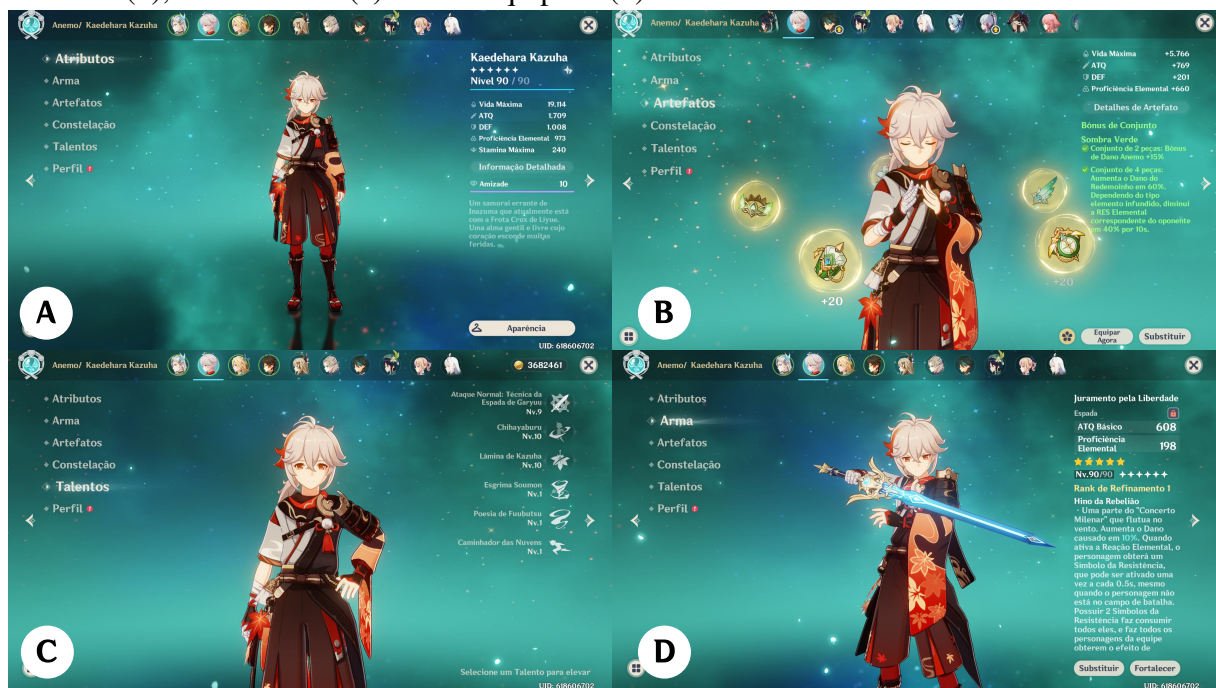 Anemo/ Kaedehara Kazuha
Atributos
Arma
Artefatos
Constelação
Talentos
Perfil
Kaedehara Kazuha
Nível 90 / 90
Vida Máxima 19.114
ATQ 1.709
DEF 1.008
Proficiência Elemental 973
Stamina Máxima 240
Informação Detalhada
Amizade 10
Um samurai errante de
Inazuma que atualmente está
com a Frota Crux de Liyue.
Uma alma gentil e livre cujo
coração esconde muitas
feridas.
Aparência
UID: 618606702
A
Anemo/ Kaedehara Kazuha
Atributos
Arma
Artefatos
Constelação
Talentos
Perfil
Vida Máxima +5.766
ATQ +769
DEF +201
Proficiência Elemental +660
Detalhes de Artefato
Bônus de Conjunto
Sombra Verde
Conjunto de 2 peças: Bônus
de Dano Anemo +15%
Conjunto de 4 peças:
Aumenta o Dano do
Redemoinho em 60%.
Dependendo do tipo
elemento infundido, diminui
a RES Elemental
correspondente do oponente
em 40% por 10s.
+20
+20
Equipar
Agora
Substituir
B
Anemo/ Kaedehara Kazuha
3682461
Atributos
Arma
Artefatos
Constelação
Talentos
Perfil
Ataque Normal: Técnica da
Espada de Garyuu
Nv.9
Chihayaburu
Nv.10
Lâmina de Kazuha
Nv.10
Esgrima Soumon
Nv.1
Poesia de Fuubutsu
Nv.1
Caminhador das Nuvens
Nv.1
Selecione um Talento para elevar
UID: 618606702
C
Anemo/ Kaedehara Kazuha
Atributos
Arma
Artefatos
Constelação
Talentos
Perfil
Juramento pela Liberdade
Espada
ATQ Básico 608
Proficiência
Elemental 198
Nv.90/90
Rank de Refinamento 1
Hino da Rebelião
· Uma parte do "Concerto
Milenar" que flutua no
vento. Aumenta o Dano
causado em 10%. Quando
ativa a Reação Elemental, o
personagem obterá um
Símbolo da Resistência,
que pode ser ativado uma
vez a cada 0.5s, mesmo
quando o personagem não
está no campo de batalha.
Possuir 2 Símbolos da
Resistência faz consumir
todos eles, e faz todos os
personagens da equipe
obterem o efeito de
Substituir
Fortalecer
UID: 618606702
D